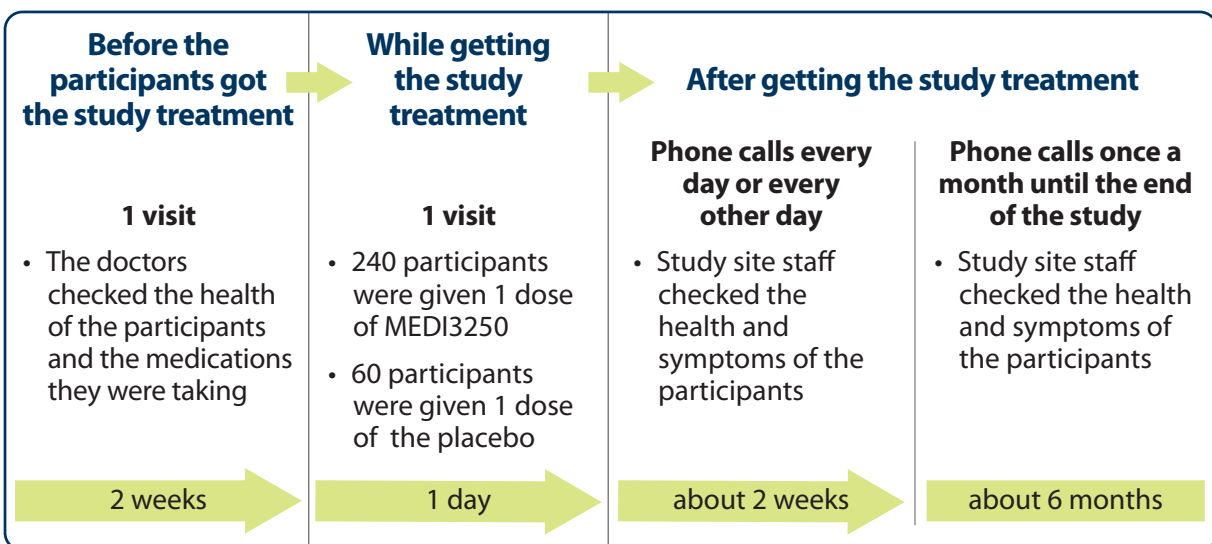 Before the
participants got
the study treatment
1 visit
• The doctors
checked the health
of the participants
and the medications
they were taking
2 weeks
While getting
the study
treatment
1 visit
• 240 participants
were given 1 dose
of MEDI3250
• 60 participants
were given 1 dose
of the placebo
1 day
After getting the study treatment
Phone calls every
day or every
other day
• Study site staff
checked the
health and
symptoms of the
participants
about 2 weeks
Phone calls once a
month until the end
of the study
• Study site staff
checked the health
and symptoms of
the participants
about 6 months